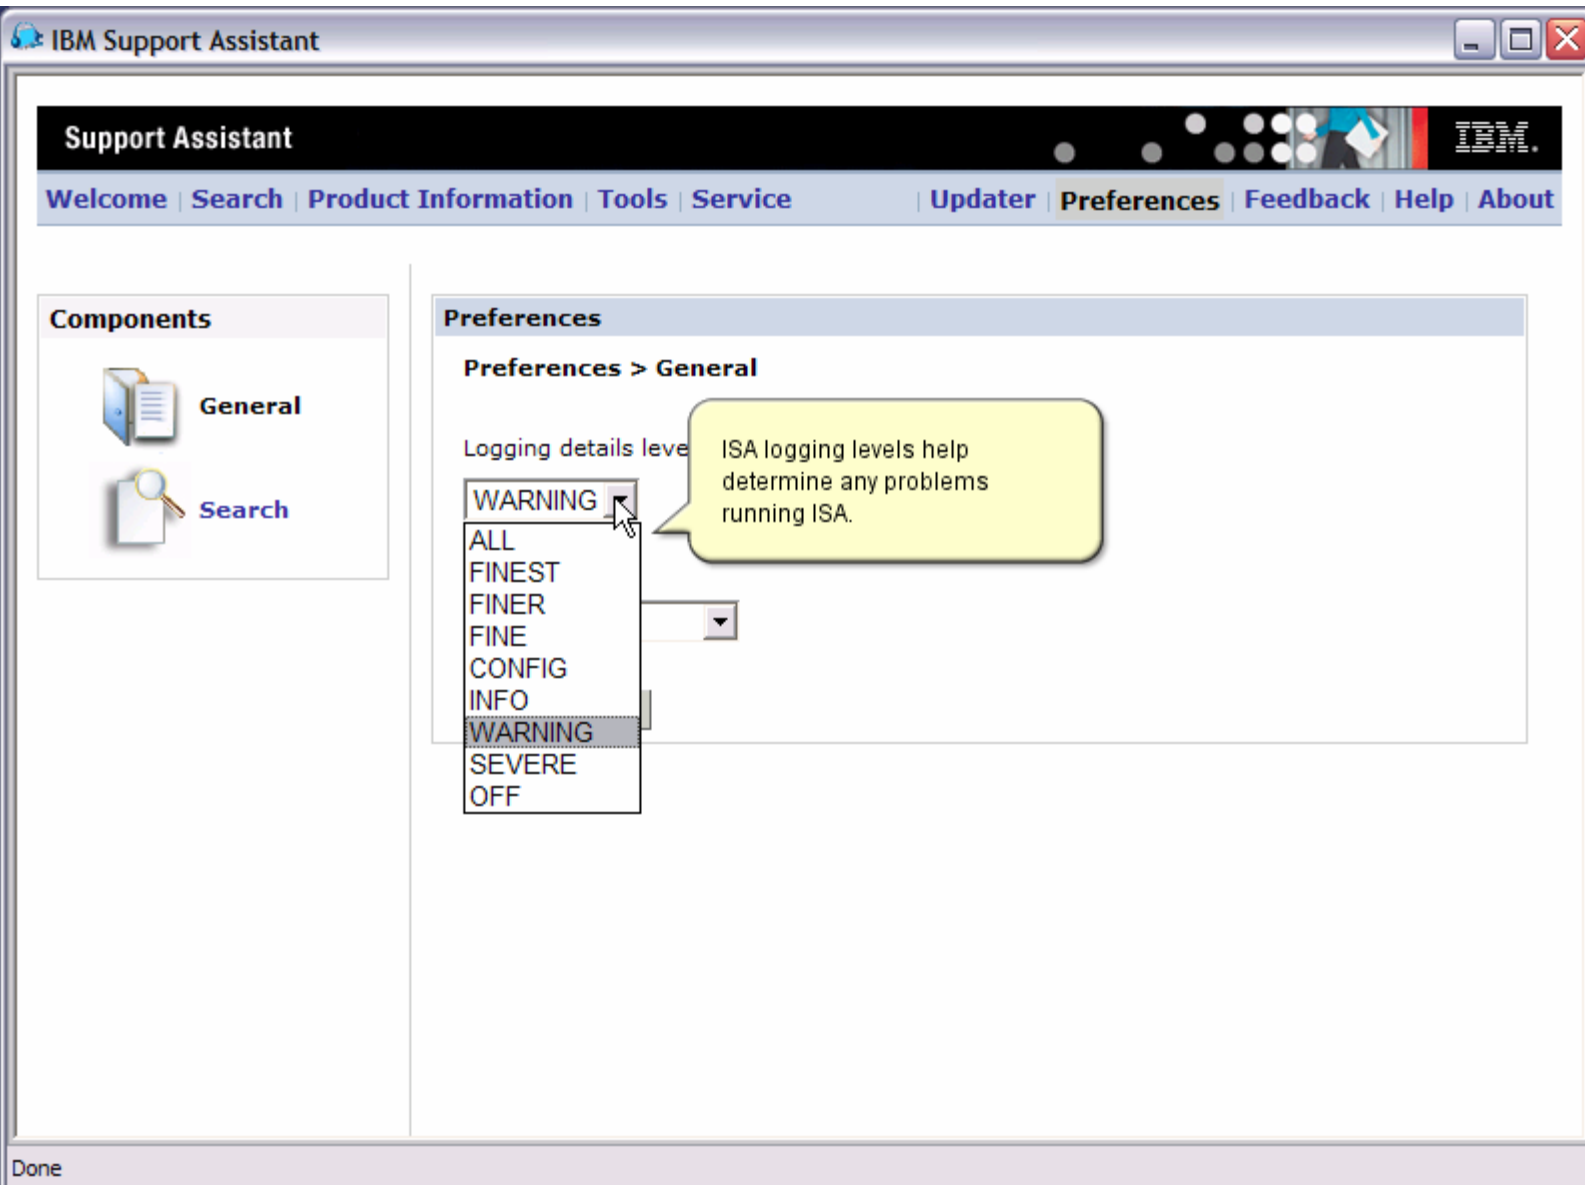 IBM Support Assistant
Support Assistant
IBM.
Welcome | Search | Product Information | Tools | Service | Updater | Preferences | Feedback | Help | About
Components
General
Search
Preferences
Preferences > General
Logging details leve
WARNING
ISA logging levels help
determine any problems
running ISA.
ALL
FINEST
FINER
FINE
CONFIG
INFO
WARNING
SEVERE
OFF
Done